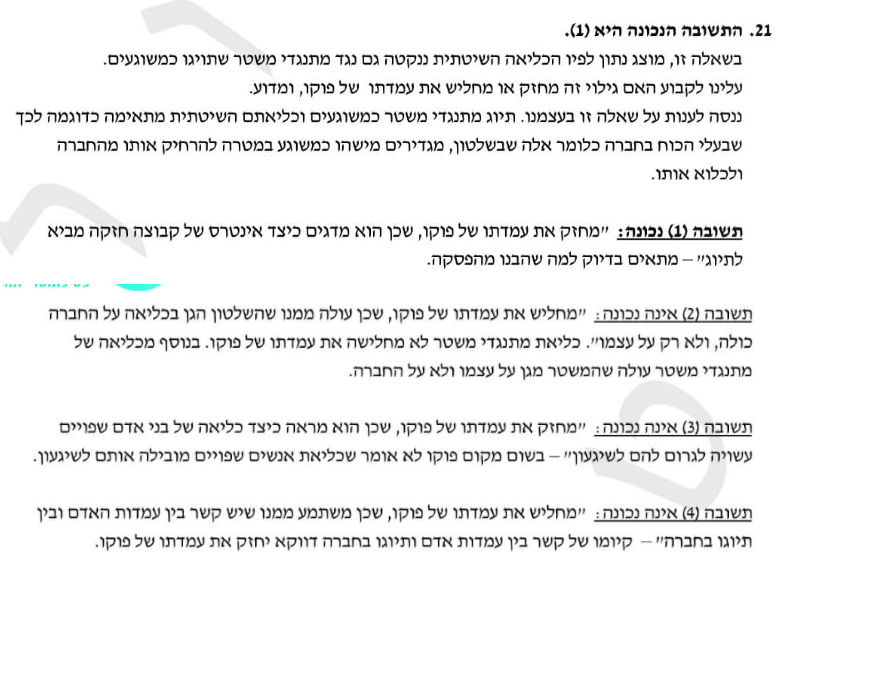 21. התשובה הנכונה היא (1).
בשאלה זו, מוצג נתון לפיו הכליאה השיטתית ננקטה גם נגד מתנגדי משטר שתויגו כמשוגעים.
עלינו לקבוע האם גילוי זה מחזק או מחליש את עמדתו של פוקו, ומדוע.
ננסה לענות על שאלה זו בעצמנו. תיוג מתנגדי משטר כמשוגעים וכליאתם השיטתית מתאימה כדוגמה לכך
שבעלי הכוח בחברה כלומר אלה שבשלטון, מגדירים מישהו כמשוגע במטרה להרחיק אותו מהחברה
ולכלוא אותו.
תשובה (1) נכונה: "מחזק את עמדתו של פוקו, שכן הוא מדגים כיצד אינטרס של קבוצה חזקה מביא
לתיוג" – מתאים בדיוק למה שהבנו מהפסקה.
תשובה (2) אינה נכונה: "מחליש את עמדתו של פוקו, שכן עולה ממנו שהשלטון הגן בכליאה על החברה
כולה, ולא רק על עצמו". כליאת מתנגדי משטר לא מחלישה את עמדתו של פוקו. בנוסף מכליאה של
מתנגדי משטר עולה שהמשטר מגן על עצמו ולא על החברה.
תשובה (3) אינה נכונה: "מחזק את עמדתו של פוקו, שכן הוא מראה כיצד כליאה של בני אדם שפויים
עשויה לגרום להם לשיגעון" – בשום מקום פוקו לא אומר שכליאת אנשים שפויים מובילה אותם לשיגעון.
תשובה (4) אינה נכונה: "מחליש את עמדתו של פוקו, שכן משתמע ממנו שיש קשר בין עמדות האדם ובין
תיוגו בחברה" – קיומו של קשר בין עמדות אדם ותיוגו בחברה דווקא יחזק את עמדתו של פוקו.